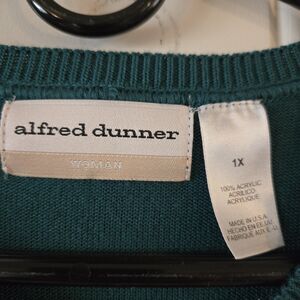 alfred dunner
WOMAN
1X
100% ACRYLIC
ACRILICO
ACRYLIQUE
MADE IN U.S.A.
HECHO EN EE.UU.
FABRIQUE AUX E.-U.